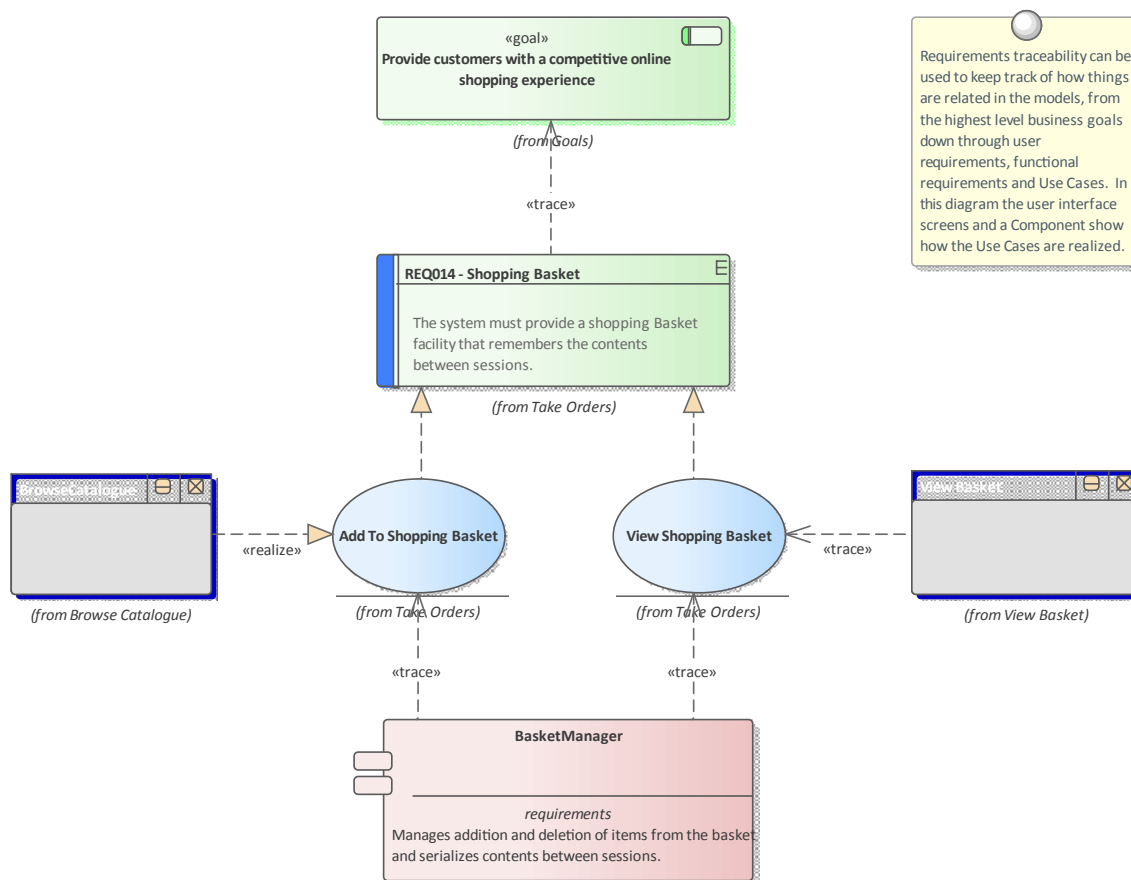 «goal»
Provide customers with a competitive online
shopping experience
(from Goals)
Requirements traceability can be
used to keep track of how things
are related in the models, from
the highest level business goals
down through user
requirements, functional
requirements and Use Cases. In
this diagram the user interface
screens and a Component show
how the Use Cases are realized.
«trace»
REQ014 - Shopping Basket
The system must provide a shopping Basket
facility that remembers the contents
between sessions.
(from Take Orders)
BrowseCatalogue
(from Browse Catalogue)
«realize»
Add To Shopping Basket
(from Take Orders)
View Shopping Basket
(from Take Orders)
«trace»
View Basket
(from View Basket)
«trace»
«trace»
BasketManager
requirements
Manages addition and deletion of items from the basket
and serializes contents between sessions.